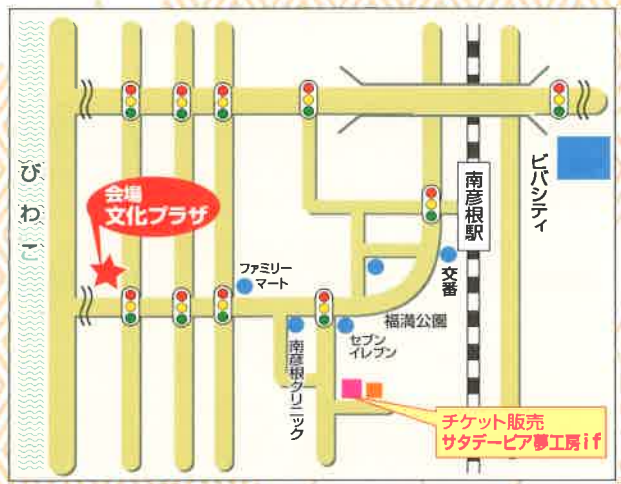 びわこ
会場
文化プラザ
ファミリー
マート
南彦根クリニック
セブン
イレブン
福満公園
交番
南彦根駅
ビバシティ
チケット販売
サタデーピア夢工房if